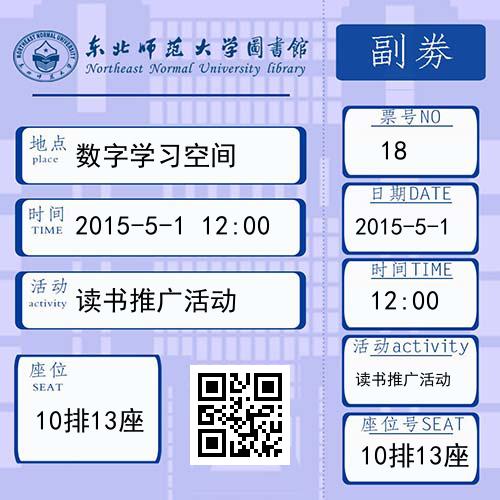 东北师范大学图書館
Northeast Normal University library
地点
place
数字学习空间
时间
TIME
2015-5-1 12:00
活动
activity
读书推广活动
座位
SEAT
10排13座
副券
票号NO
18
日期DATE
2015-5-1
时间TIME
12:00
活动activity
读书推广活动
座位号SEAT
10排13座